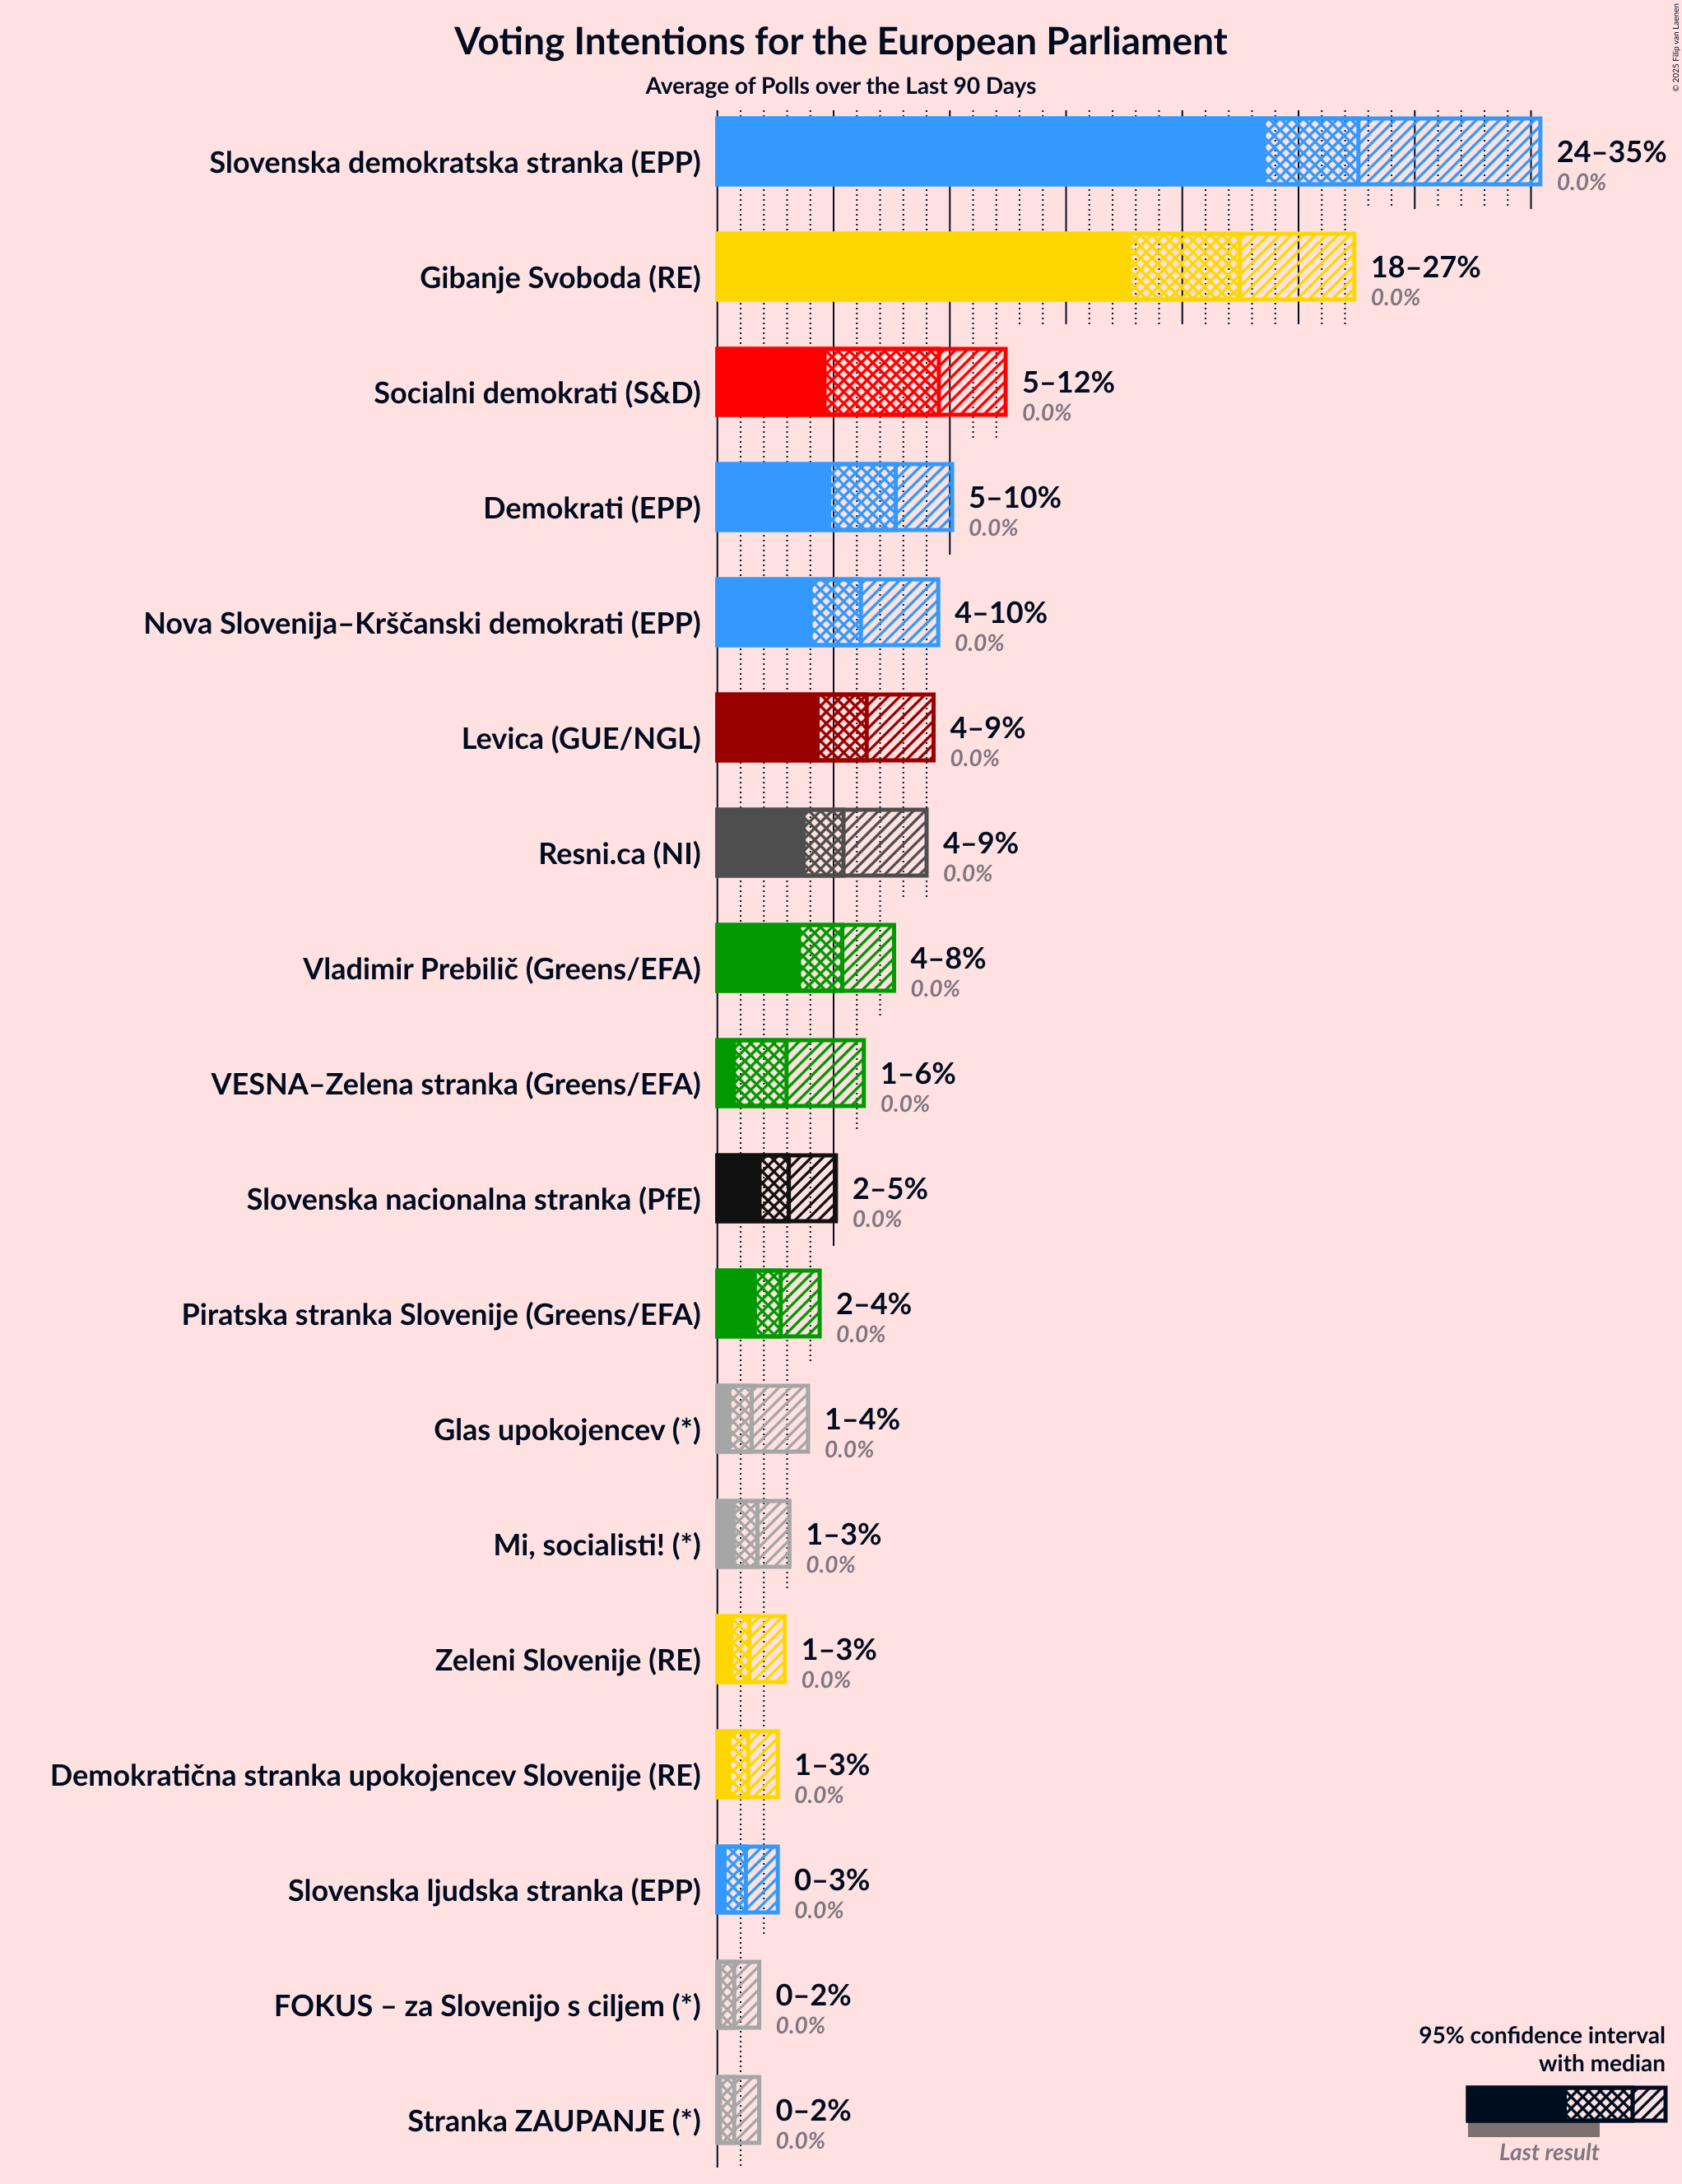 © 2025 Filip van Laenen
Voting Intentions for the European Parliament
Average of Polls over the Last 90 Days
Slovenska demokratska stranka (EPP)
24–35%
0.0%
Gibanje Svoboda (RE)
18–27%
0.0%
Socialni demokrati (S&D)
5–12%
0.0%
Demokrati (EPP)
5–10%
0.0%
Nova Slovenija–Krščanski demokrati (EPP)
4–10%
0.0%
Levica (GUE/NGL)
4–9%
0.0%
Resni.ca (NI)
4–9%
0.0%
Vladimir Prebilič (Greens/EFA)
4–8%
0.0%
VESNA–Zelena stranka (Greens/EFA)
1–6%
0.0%
Slovenska nacionalna stranka (PfE)
2–5%
0.0%
Piratska stranka Slovenije (Greens/EFA)
2–4%
0.0%
Glas upokojencev (*)
1–4%
0.0%
Mi, socialisti! (*)
1–3%
0.0%
Zeleni Slovenije (RE)
1–3%
0.0%
Demokratična stranka upokojencev Slovenije (RE)
1–3%
0.0%
Slovenska ljudska stranka (EPP)
0–3%
0.0%
FOKUS – za Slovenijo s ciljem (*)
0–2%
0.0%
Stranka ZAUPANJE (*)
0–2%
0.0%
95% confidence interval
with median
Last result